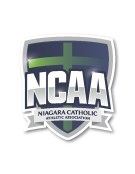 NCAA
NIAGARA CATHOLIC
ATHLETIC ASSOCIATION